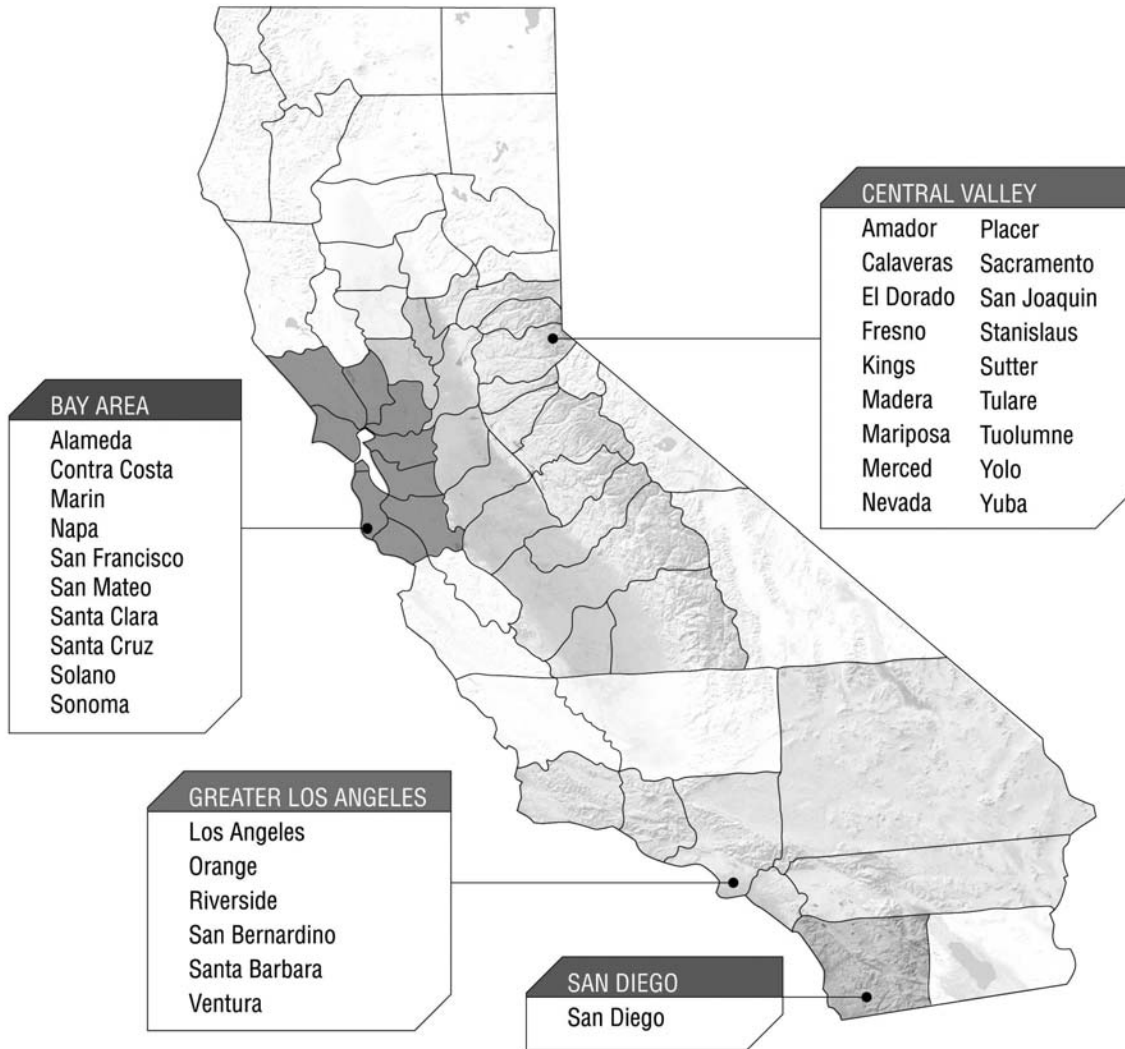 CENTRAL VALLEY
Amador Placer
Calaveras Sacramento
El Dorado San Joaquin
Fresno Stanislaus
Kings Sutter
Madera Tulare
Mariposa Tuolumne
Merced Yolo
Nevada Yuba
BAY AREA
Alameda
Contra Costa
Marin
Napa
San Francisco
San Mateo
Santa Clara
Santa Cruz
Solano
Sonoma
GREATER LOS ANGELES
Los Angeles
Orange
Riverside
San Bernardino
Santa Barbara
Ventura
SAN DIEGO
San Diego